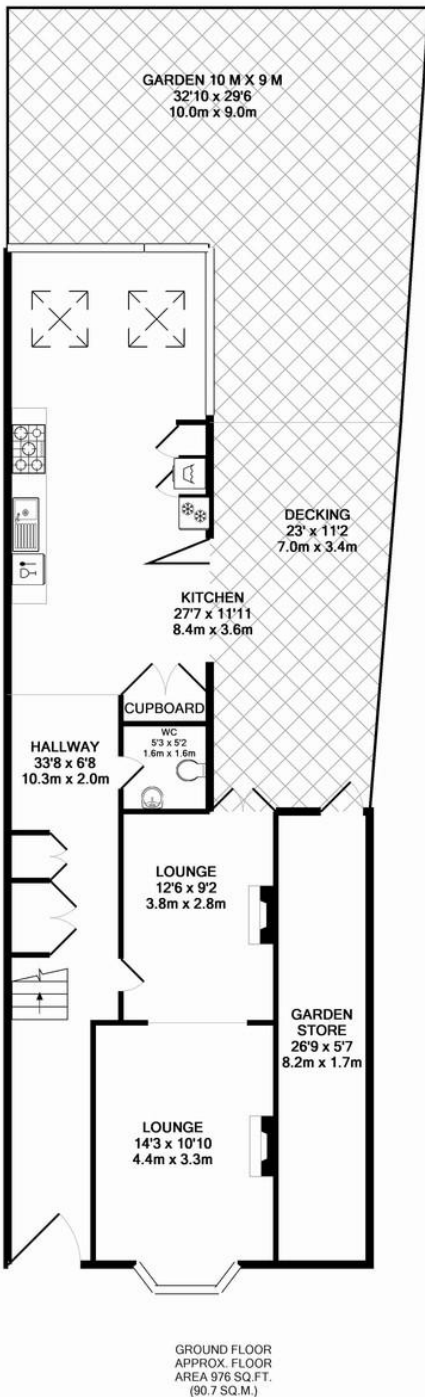 GARDEN 10 M X 9 M
32'10 x 29'6
10.0m x 9.0m
DECKING
23' x 11'2
7.0m x 3.4m
KITCHEN
27'7 x 11'11
8.4m x 3.6m
CUPBOARD
WC
5'3 x 5'2
1.6m x 1.6m
HALLWAY
33'8 x 6'8
10.3m x 2.0m
LOUNGE
12'6 x 9'2
3.8m x 2.8m
GARDEN
STORE
26'9 x 5'7
8.2m x 1.7m
LOUNGE
14'3 x 10'10
4.4m x 3.3m
GROUND FLOOR
APPROX. FLOOR
AREA 976 SQ.FT.
(90.7 SQ.M.)